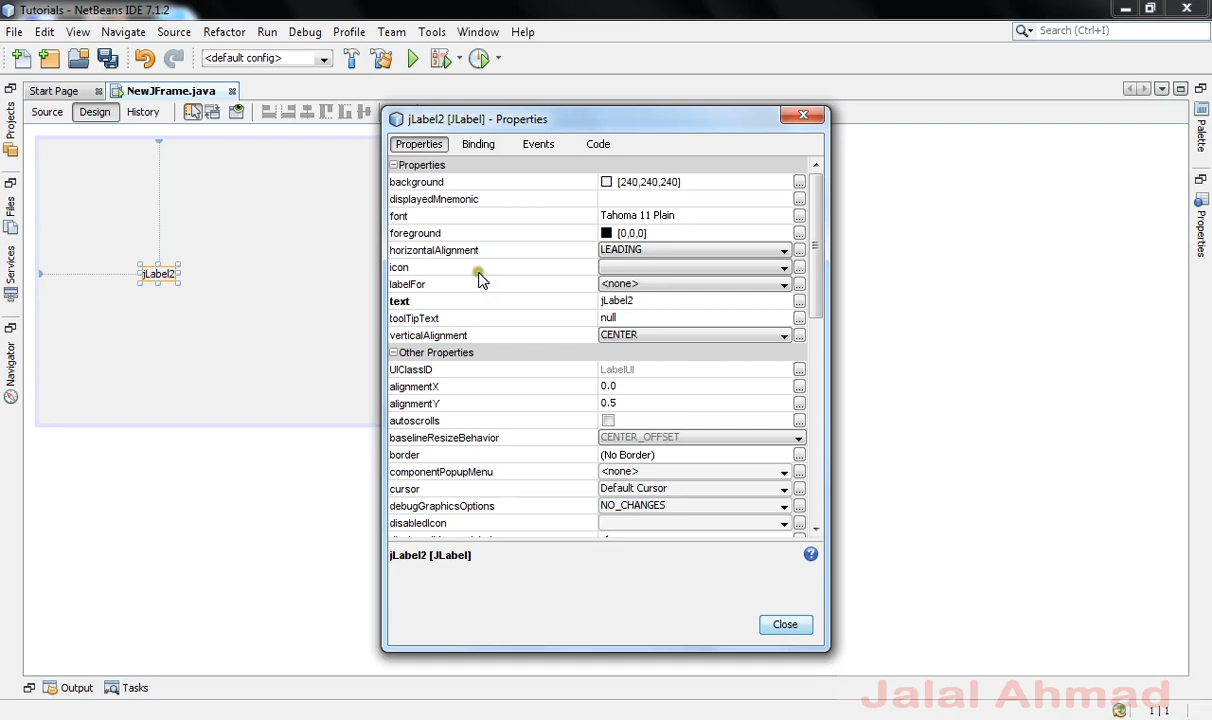 Tutorials - NetBeans IDE 7.1.2
File Edit View Navigate Source Refactor Run Debug Profile Team Tools Window Help
Search (Ctrl+I)
<default config>
Start Page NewJFrame.java
Source Design History
Projects
Files
Services
Navigator
Palette
Properties
jLabel2
jLabel2 [JLabel] - Properties
Properties Binding Events Code
Properties
background [240,240,240] ...
displayedMnemonic ...
font Tahoma 11 Plain ...
foreground [0,0,0] ...
horizontalAlignment LEADING ...
icon ...
labelFor <none> ...
text jLabel2 ...
toolTipText null ...
verticalAlignment CENTER ...
Other Properties
UIClassID LabelUI ...
alignmentX 0.0 ...
alignmentY 0.5 ...
autoscrolls ...
baselineResizeBehavior CENTER_OFFSET
border (No Border) ...
componentPopupMenu <none> ...
cursor Default Cursor ...
debugGraphicsOptions NO_CHANGES ...
disabledIcon ...
jLabel2 [JLabel]
Close
Output Tasks
Jalal Ahmad
1|1